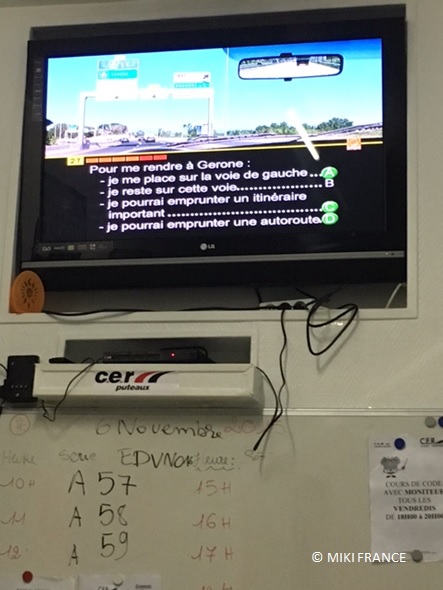 27
Pour me rendre à Gerone :
- je me place sur la voie de gauche...A
- je reste sur cette voie...................B
- je pourrai emprunter un itinéraire
important ...............................C
- je pourrai emprunter une autoroute D
LG
c.e.r
puteaux
6 Novembre
Serie EDVNOR
10H A 57 15H
11 A 58 16H
12 A 59 17H
CER
COURS DE CODE
AVEC MONITEUR
TOUS LES
VENDREDIS
DE 18H00 à 20H00
© MIKI FRANCE